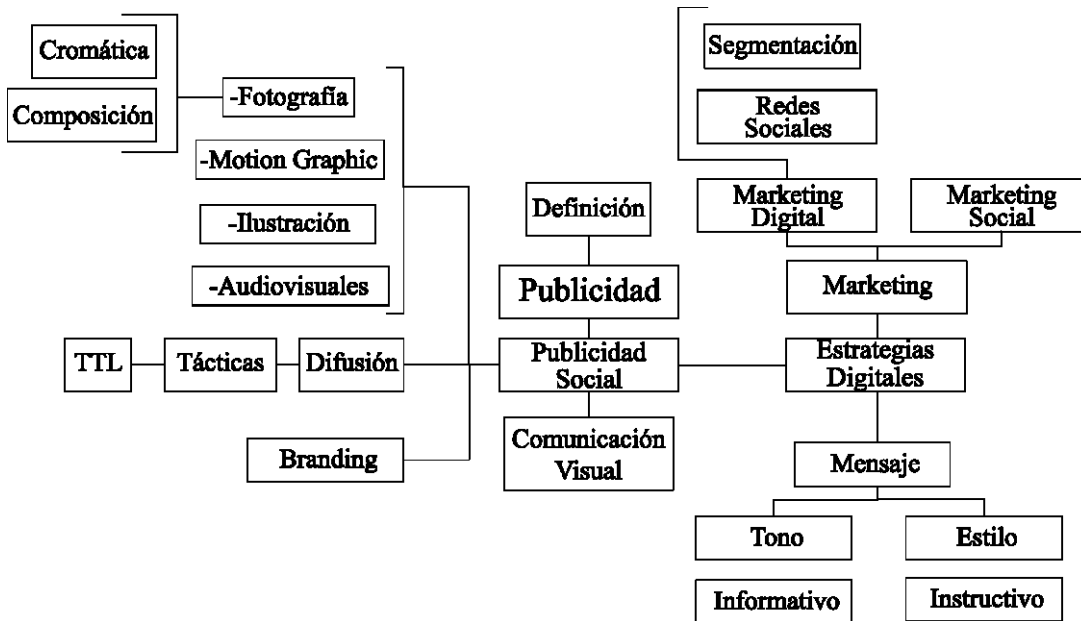 Cromática
Composición
-Fotografía
-Motion Graphic
-Ilustración
-Audiovisuales
TTL
Tácticas
Difusión
Branding
Definición
Publicidad
Publicidad
Social
Comunicación
Visual
Segmentación
Redes
Sociales
Marketing
Digital
Marketing
Social
Marketing
Estrategias
Digitales
Mensaje
Tono
Estilo
Informativo
Instructivo